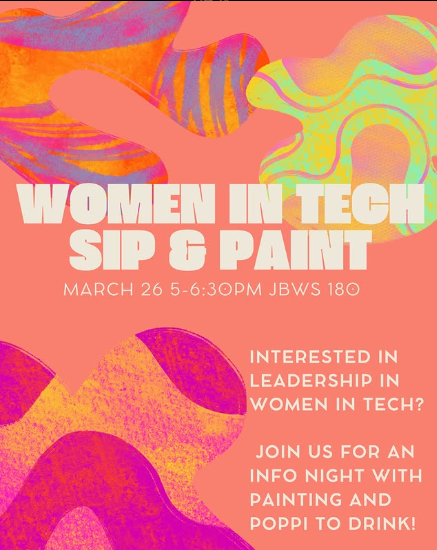 WOMEN IN TECH
SIP & PAINT
MARCH 26 5-6:30PM JBWS 180
INTERESTED IN
LEADERSHIP IN
WOMEN IN TECH?
JOIN US FOR AN
INFO NIGHT WITH
PAINTING AND
POPPI TO DRINK!